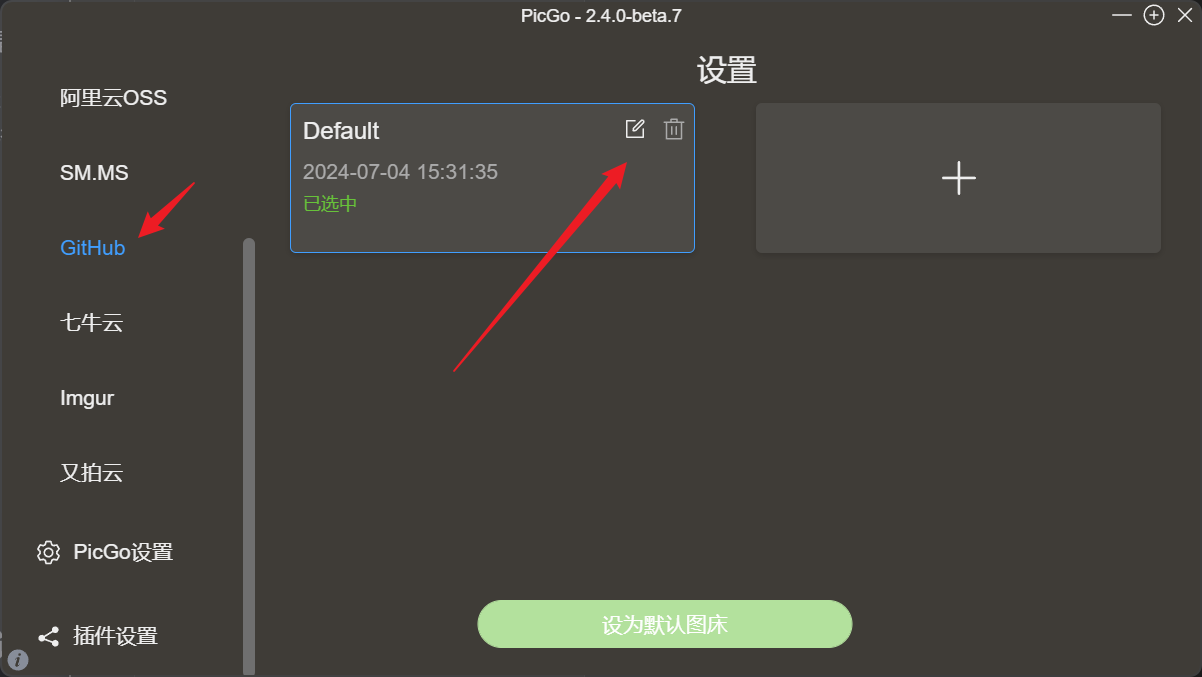 PicGo - 2.4.0-beta.7
设置
阿里云OSS
SM.MS
GitHub
七牛云
Imgur
又拍云
PicGo设置
插件设置
Default
2024-07-04 15:31:35
已选中
设为默认图床